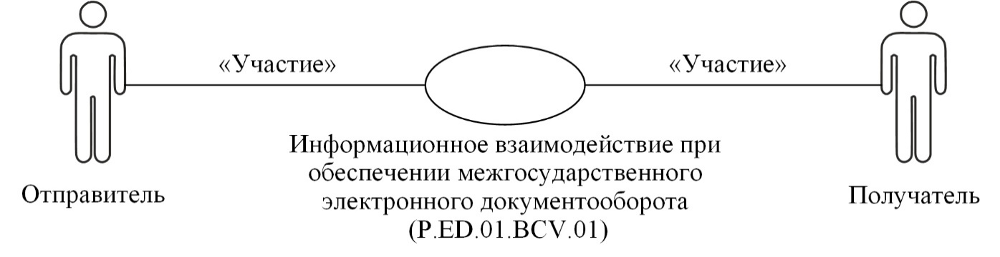 «Участие»
«Участие»
Информационное взаимодействие при
обеспечении межгосударственного
электронного документооборота
(P.ED.01.BCV.01)
Отправитель
Получатель